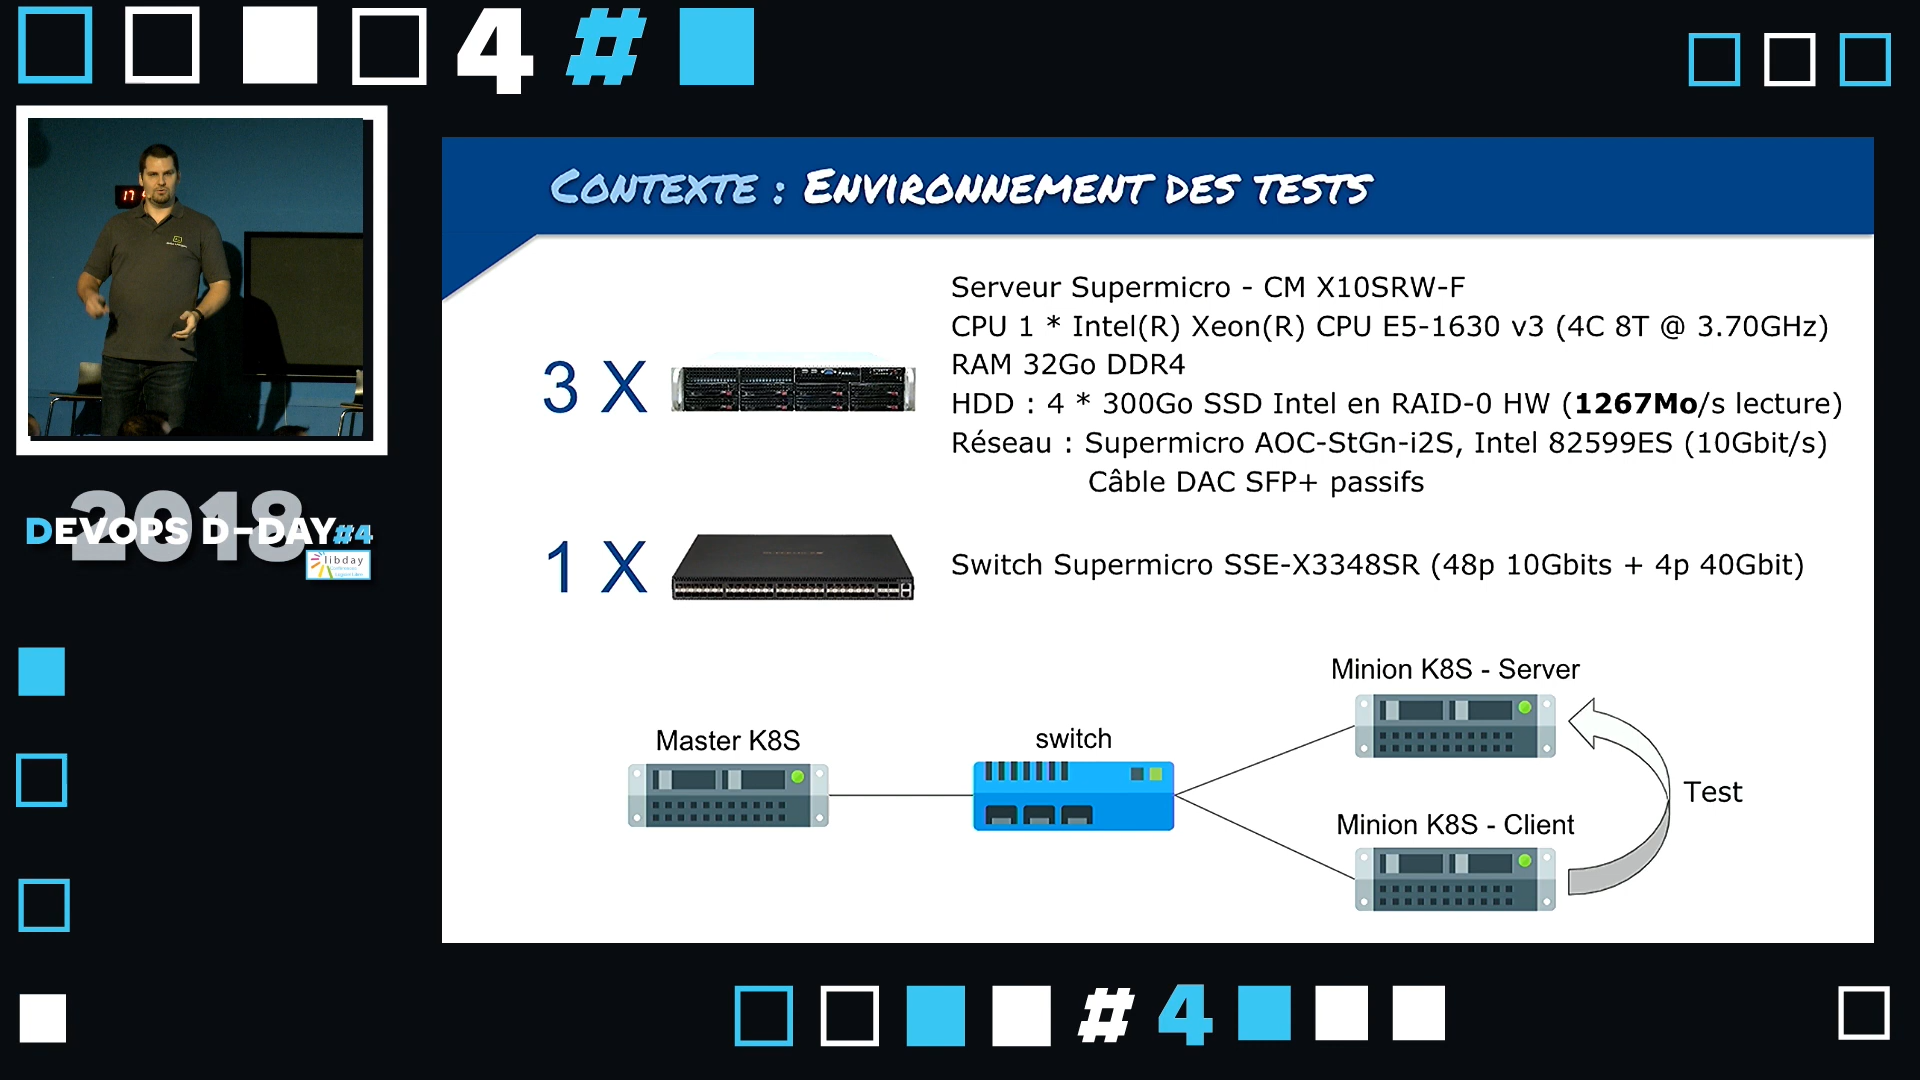 4#
17
2018
DEVOPS D-DAY#4
libday
CONTEXTE : ENVIRONNEMENT DES TESTS
3 X
Serveur Supermicro - CM X10SRW-F
CPU 1 * Intel(R) Xeon(R) CPU E5-1630 v3 (4C 8T @ 3.70GHz)
RAM 32Go DDR4
HDD : 4 * 300Go SSD Intel en RAID-0 HW (1267Mo/s lecture)
Réseau : Supermicro AOC-StGn-i2S, Intel 82599ES (10Gbit/s)
Câble DAC SFP+ passifs
1 X
Switch Supermicro SSE-X3348SR (48p 10Gbits + 4p 40Gbit)
Minion K8S - Server
Master K8S
switch
Test
Minion K8S - Client
#4